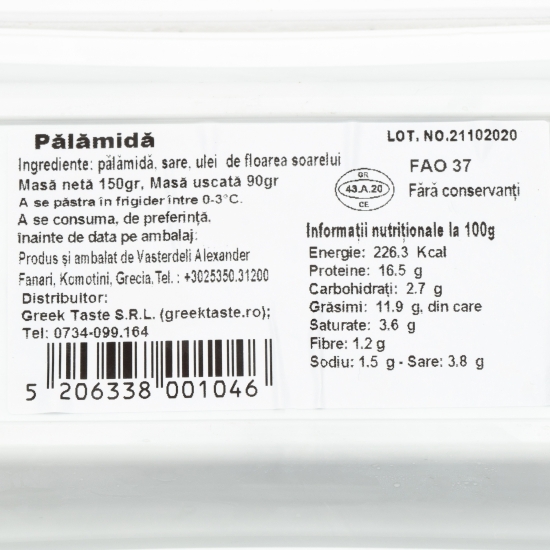 Pălămidă
Ingrediente: pălămidă, sare, ulei de floarea soarelui
Masă netă 150gr, Masă uscată 90gr
A se păstra în frigider între 0-3°C.
A se consuma, de preferință,
înainte de data pe ambalaj:
Produs și ambalat de Vasterdeli Alexander
Fanari, Komotini, Grecia, Tel. : +3025350.31200
Distribuitor:
Greek Taste S.R.L. (greektaste.ro);
Tel: 0734-099.164
5 206338 001046
LOT. NO.21102020
FAO 37
GR
43.A.20
CE
Fără conservanți
Informații nutriționale la 100g
Energie: 226.3 Kcal
Proteine: 16.5 g
Carbohidrați: 2.7 g
Grăsimi: 11.9 g, din care
Saturate: 3.6 g
Fibre: 1.2 g
Sodiu: 1.5 g - Sare: 3.8 g